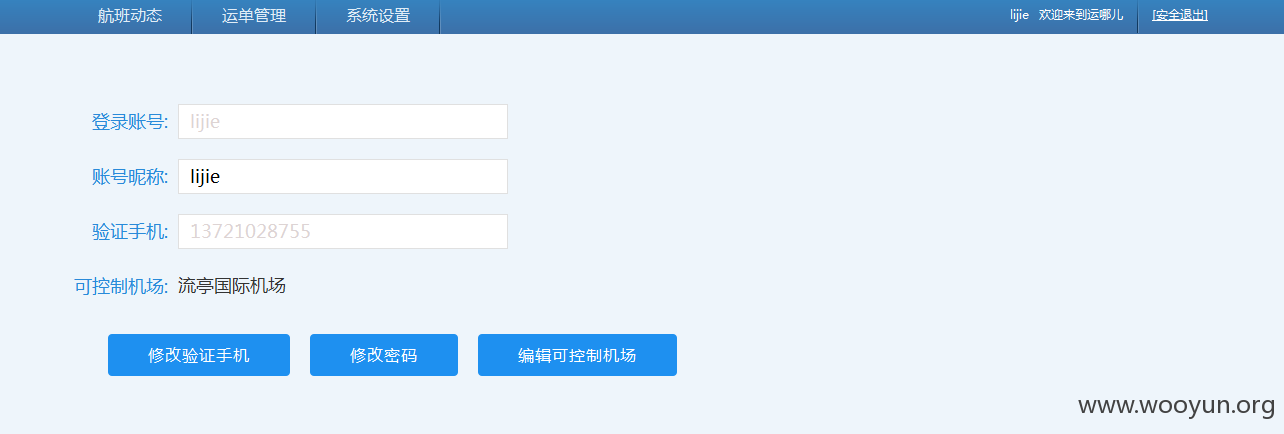 航班动态 运单管理 系统设置 lijie 欢迎来到运哪儿 [安全退出]
登录账号: lijie
账号昵称: lijie
验证手机: 13721028755
可控制机场: 流亭国际机场
修改验证手机 修改密码 编辑可控制机场
www.wooyun.org